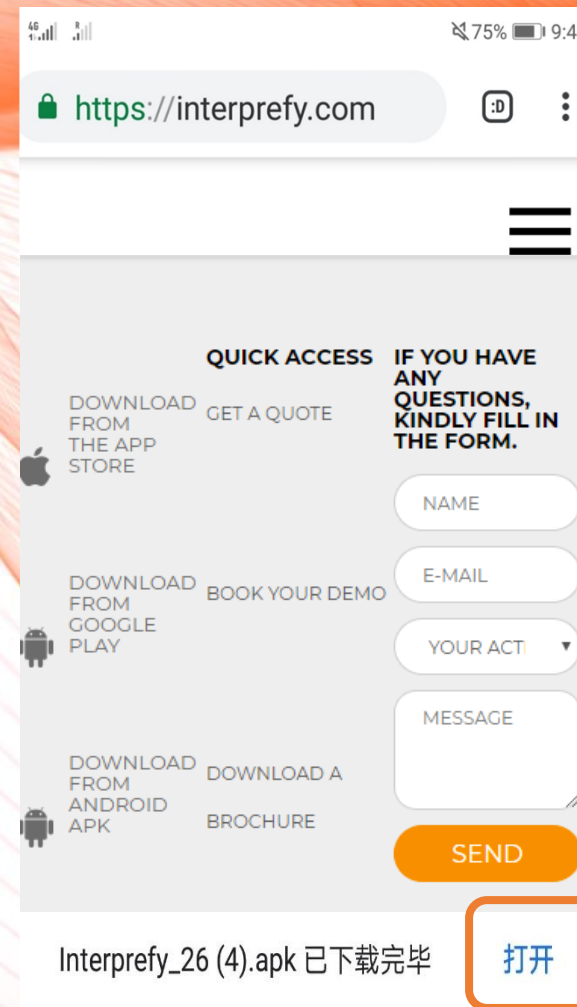 4G
R
75% 9:4
https://interprefy.com
:D
QUICK ACCESS
IF YOU HAVE
ANY
QUESTIONS,
KINDLY FILL IN
THE FORM.
DOWNLOAD
FROM
THE APP
STORE
GET A QUOTE
NAME
E-MAIL
DOWNLOAD
FROM
GOOGLE
PLAY
BOOK YOUR DEMO
YOUR ACTI
MESSAGE
DOWNLOAD
FROM
ANDROID
APK
DOWNLOAD A
BROCHURE
SEND
Interprefy_26 (4).apk 已下载完毕
打开